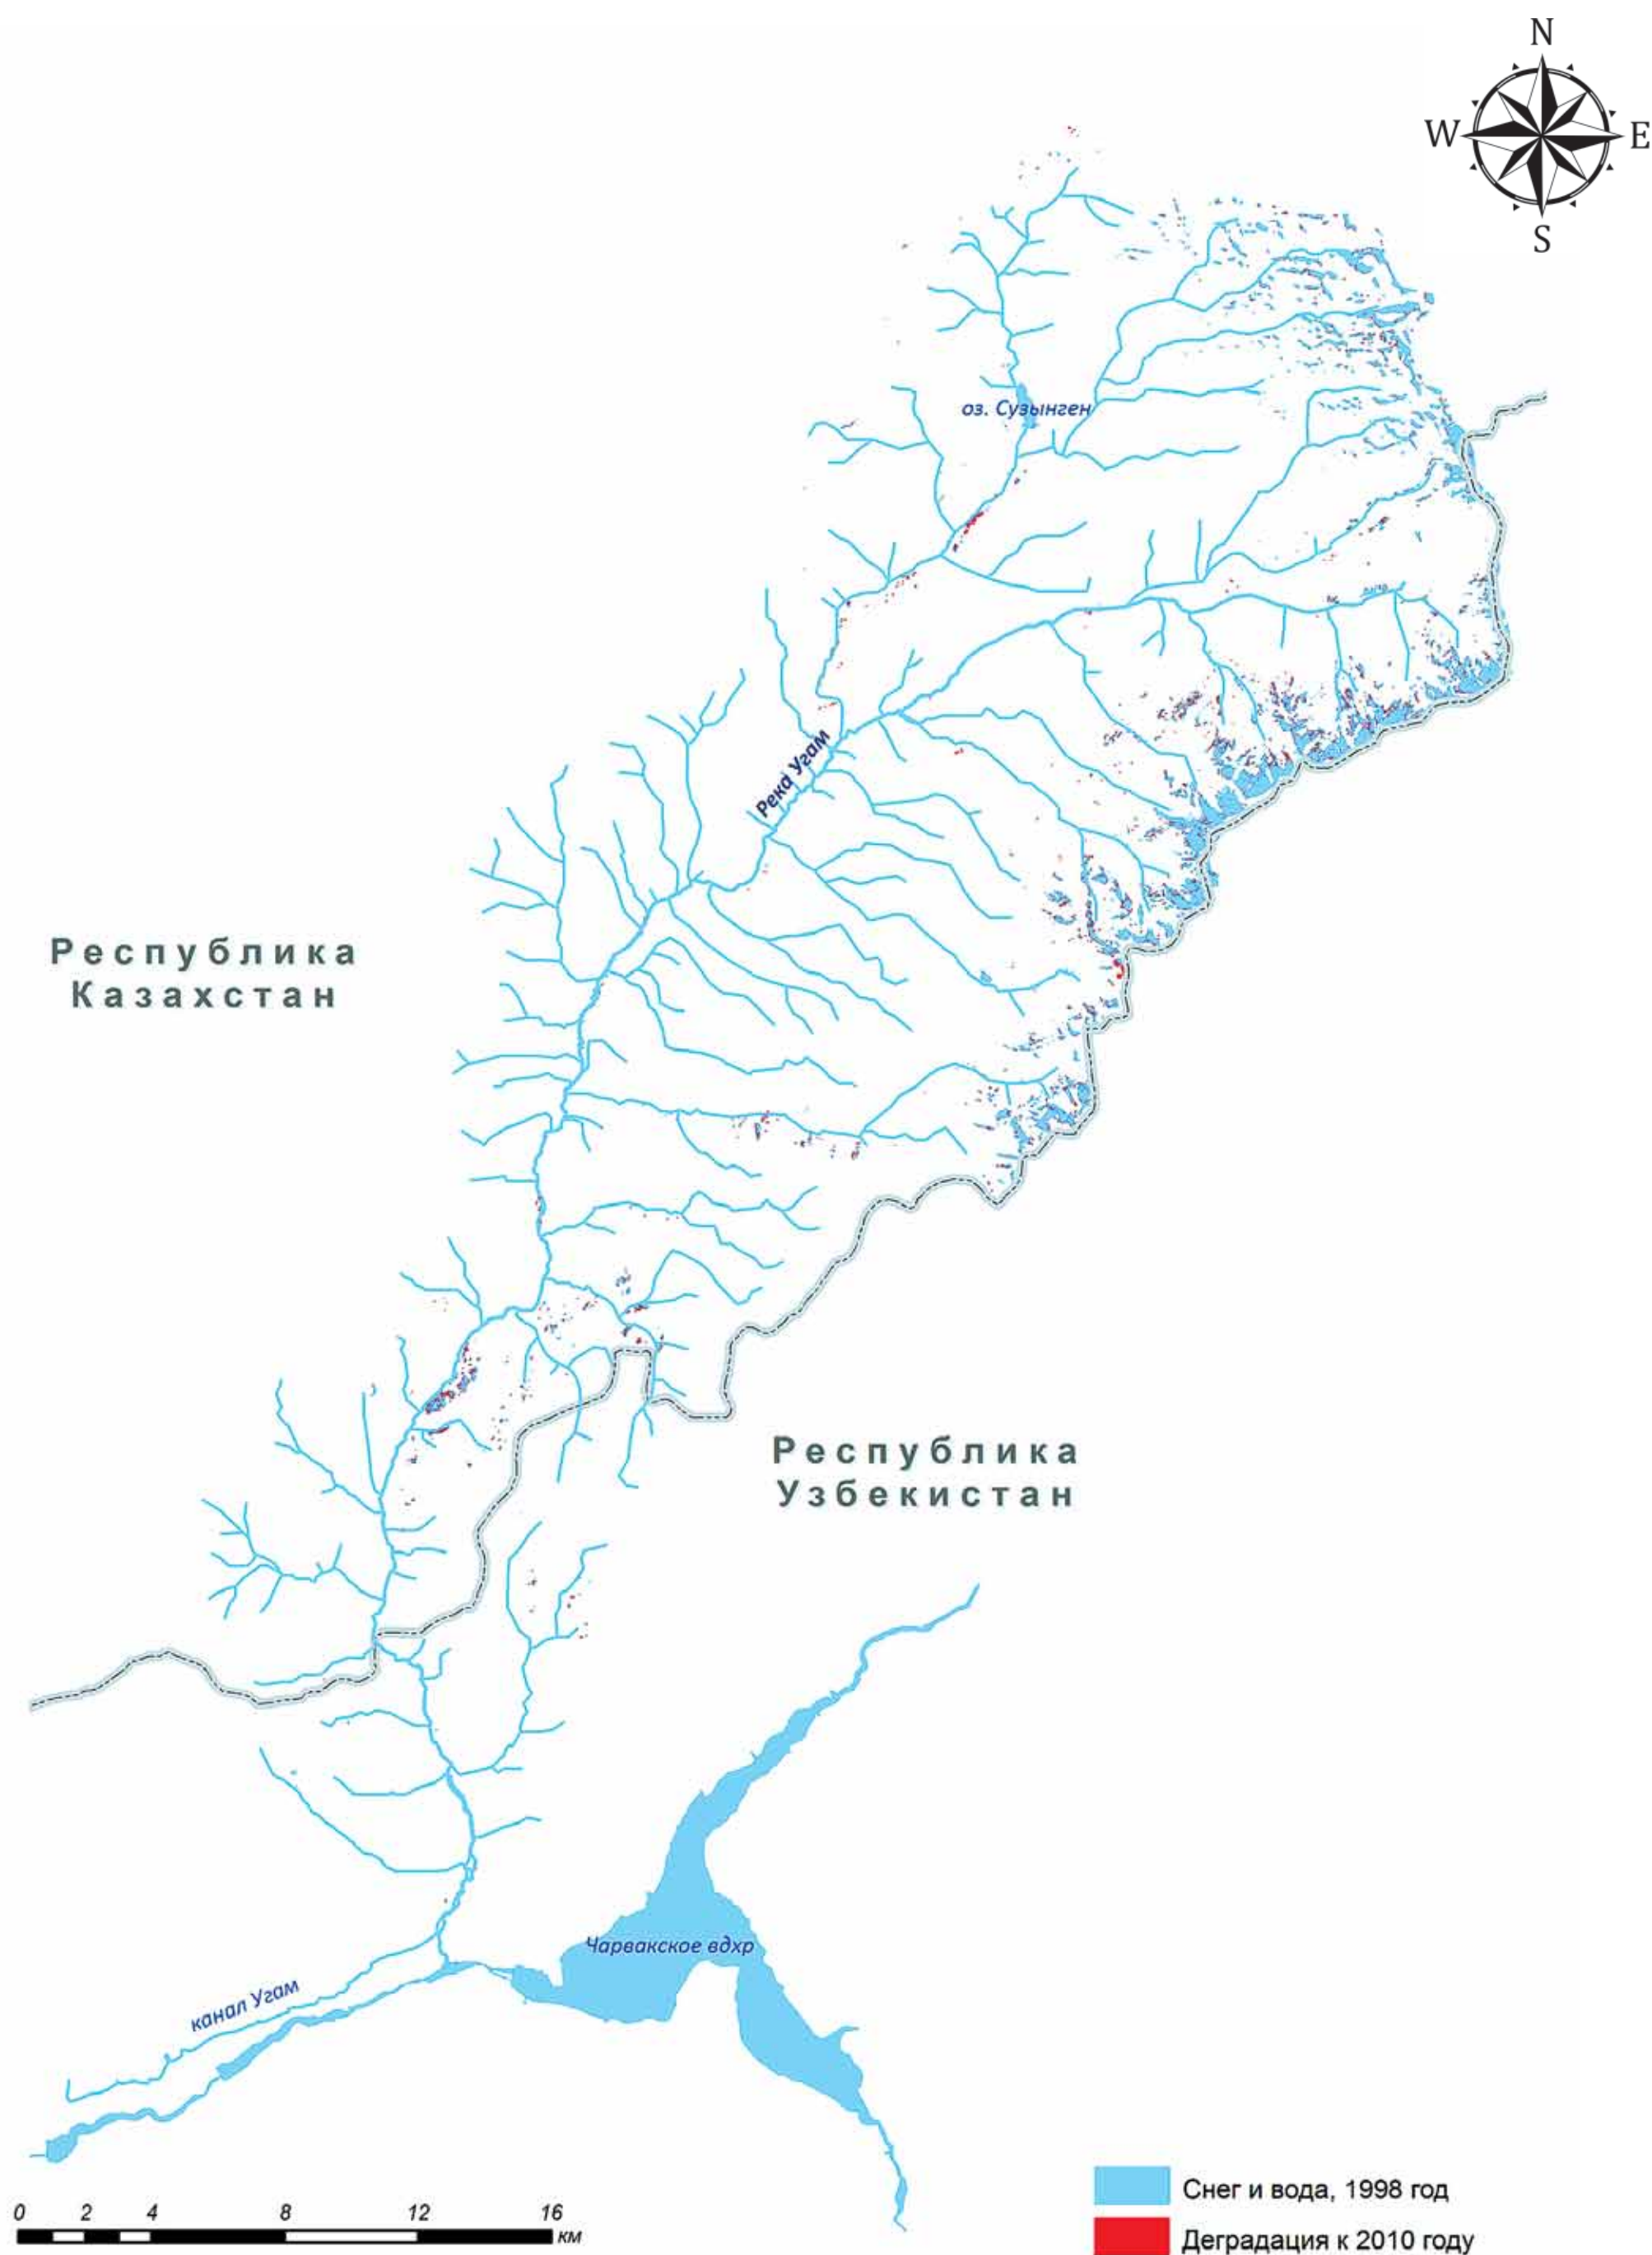 N
W
E
S
оз. Сузынген
Река Угам
Республика
Казахстан
Республика
Узбекистан
Чарвакское вдхр
канал Угам
0 2 4 8 12 16
км
Снег и вода, 1998 год
Деградация к 2010 году